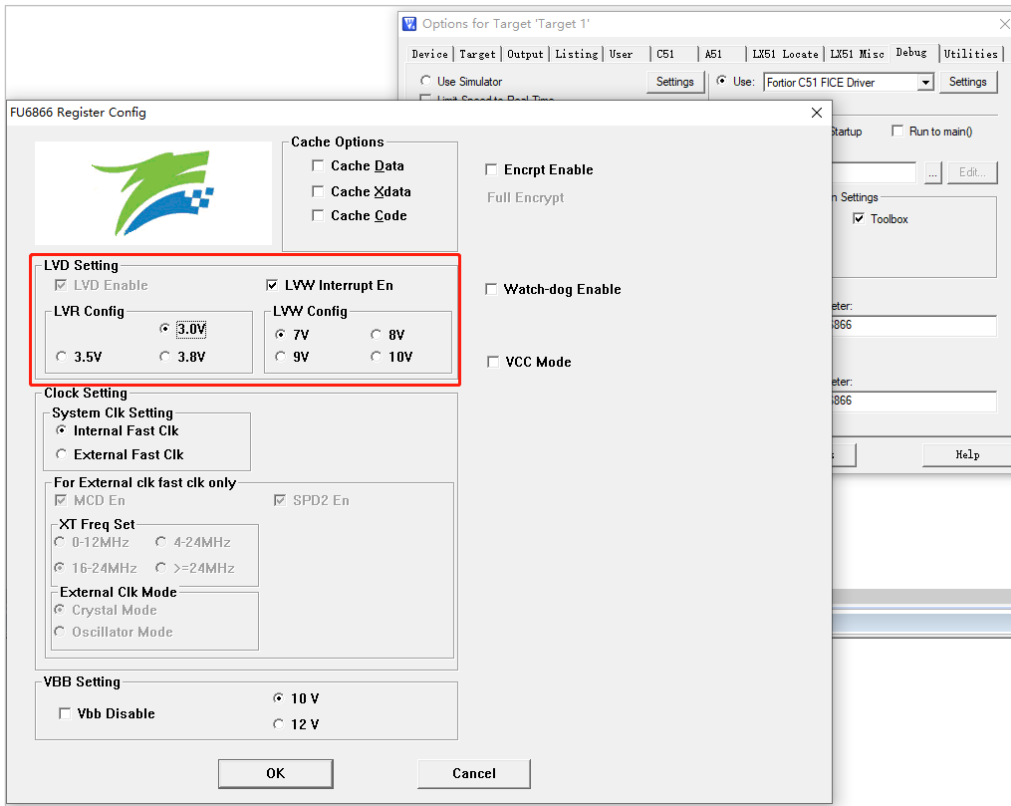 Options for Target 'Target 1'
Device Target Output Listing User C51 A51 LX51 Locate LX51 Misc Debug Utilities
Use Simulator Settings Use: Fortior C51 FICE Driver Settings
Limit Speed to Real-Time
Startup Run to main()
... Edit...
n Settings
Toolbox
eter:
6866
eter:
6866
Help
FU6866 Register Config
Cache Options
Cache Data
Cache Xdata
Cache Code
Encrpt Enable
Full Encrypt
LVD Setting
LVD Enable LVW Interrupt En
LVR Config LVW Config
3.0V 7V 8V
3.5V 3.8V 9V 10V
Watch-dog Enable
VCC Mode
Clock Setting
System Clk Setting
Internal Fast Clk
External Fast Clk
For External clk fast clk only
MCD En SPD2 En
XT Freq Set
0-12MHz 4-24MHz
16-24MHz >=24MHz
External Clk Mode
Crystal Mode
Oscillator Mode
VBB Setting
Vbb Disable
10 V
12 V
OK Cancel